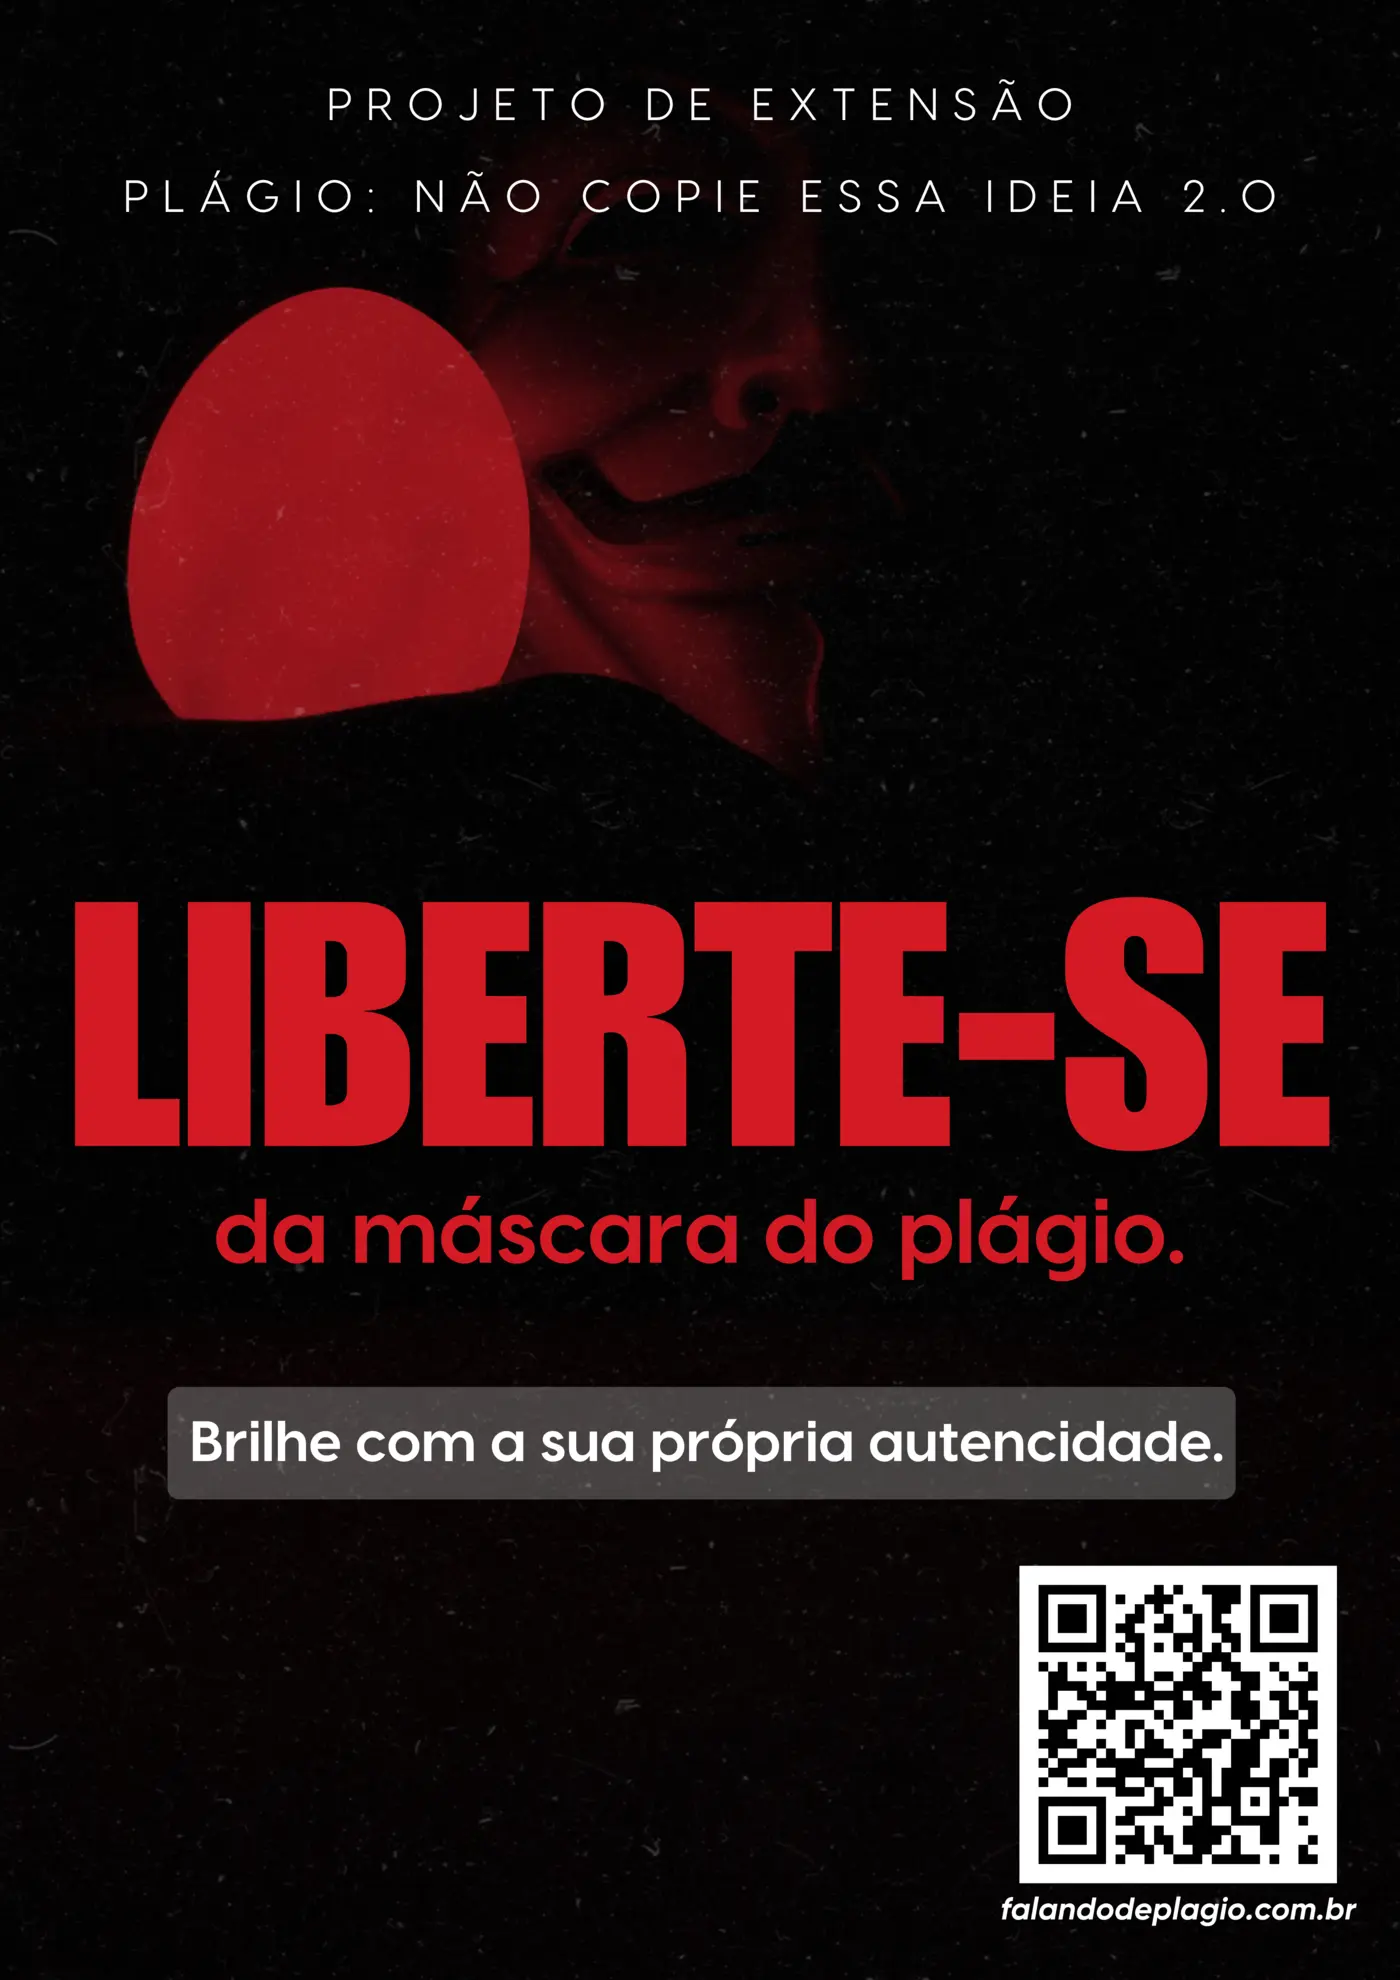 PROJETO DE EXTENSÃO
PLÁGIO: NÃO COPIE ESSA IDEIA 2.0
LIBERTE-SE
da máscara do plágio.
Brilhe com a sua própria autencidade.
falandodeplagio.com.br